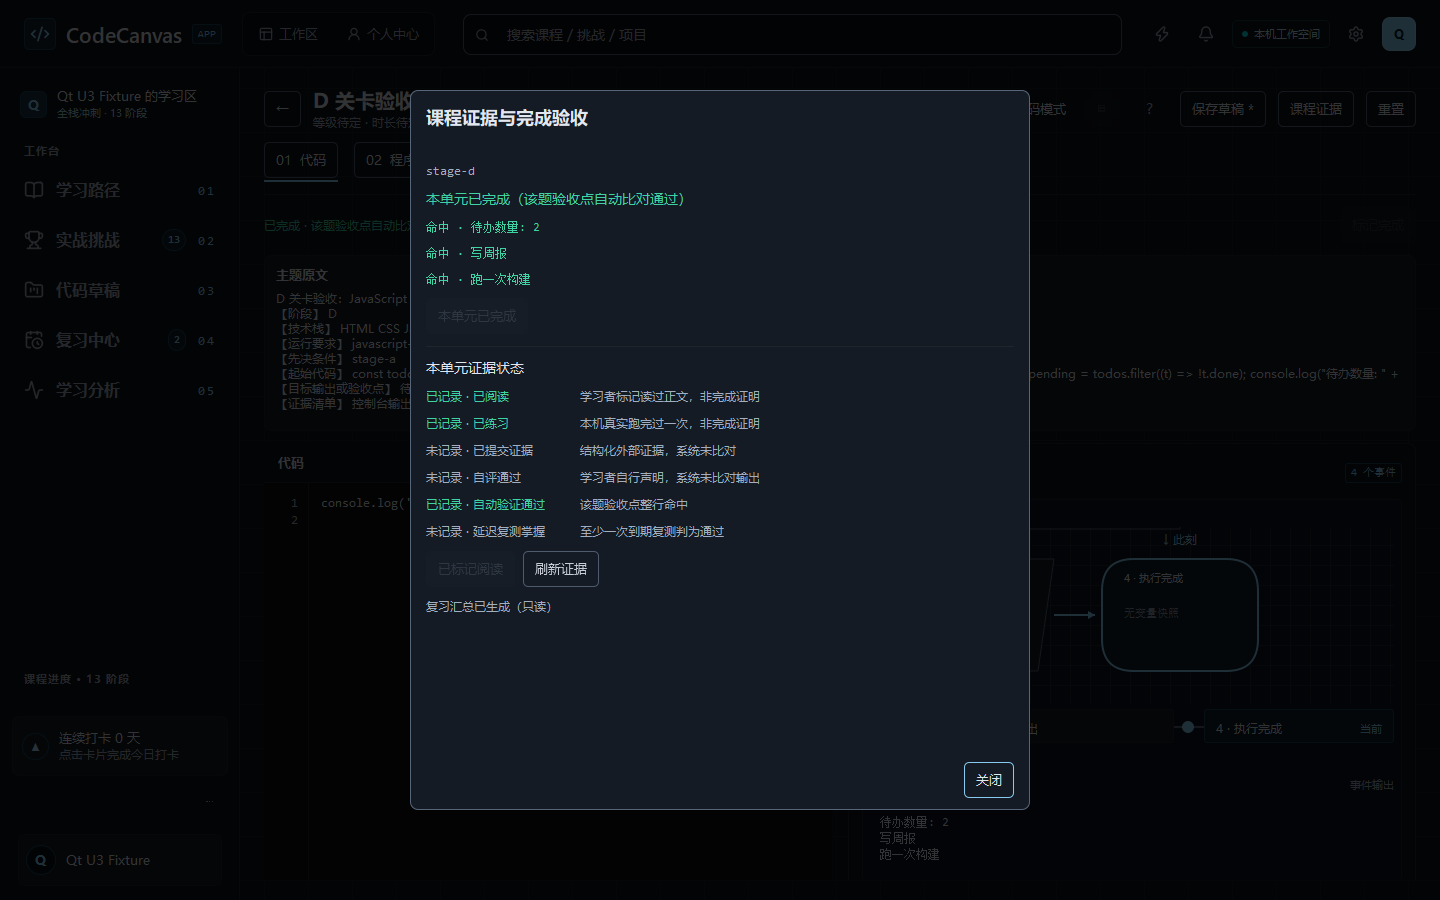 CodeCanvas APP
工作区
个人中心
搜索课程 / 挑战 / 项目
本机工作空间
Q
Q
Qt U3 Fixture 的学习区
全栈冲刺 · 13 阶段
工作台
学习路径 01
实战挑战 13 02
代码草稿 03
复习中心 2 04
学习分析 05
课程进度 • 13 阶段
连续打卡 0 天
点击卡片完成今日打卡
...
Q Qt U3 Fixture
← D 关卡验收
等级待定 · 时长待
码模式
?
保存草稿 *
课程证据
重置
01 代码
02 程序
已完成 · 该题验收点自动比
主题原文
D 关卡验收: JavaScript
【阶段】 D
【技术栈】 HTML CSS J
【运行要求】 javascript-
【先决条件】 stage-a
【起始代码】 const todo
pending = todos.filter((t) => !t.done); console.log("待办数量: " +
【目标输出或验收点】 待
【证据清单】 控制台输出
代码
4 个事件
1 console.log(
2
↓ 此刻
4 · 执行完成
无变量快照
出
4 · 执行完成 当前
事件输出
待办数量: 2
写周报
跑一次构建
课程证据与完成验收
stage-d
本单元已完成（该题验收点自动比对通过）
命中 · 待办数量: 2
命中 · 写周报
命中 · 跑一次构建
本单元已完成
本单元证据状态
已记录 · 已阅读 学习者标记读过正文，非完成证明
已记录 · 已练习 本机真实跑完过一次，非完成证明
未记录 · 已提交证据 结构化外部证据，系统未比对
未记录 · 自评通过 学习者自行声明，系统未比对输出
已记录 · 自动验证通过 该题验收点整行命中
未记录 · 延迟复测掌握 至少一次到期复测判为通过
已标记阅读
刷新证据
复习汇总已生成（只读）
关闭